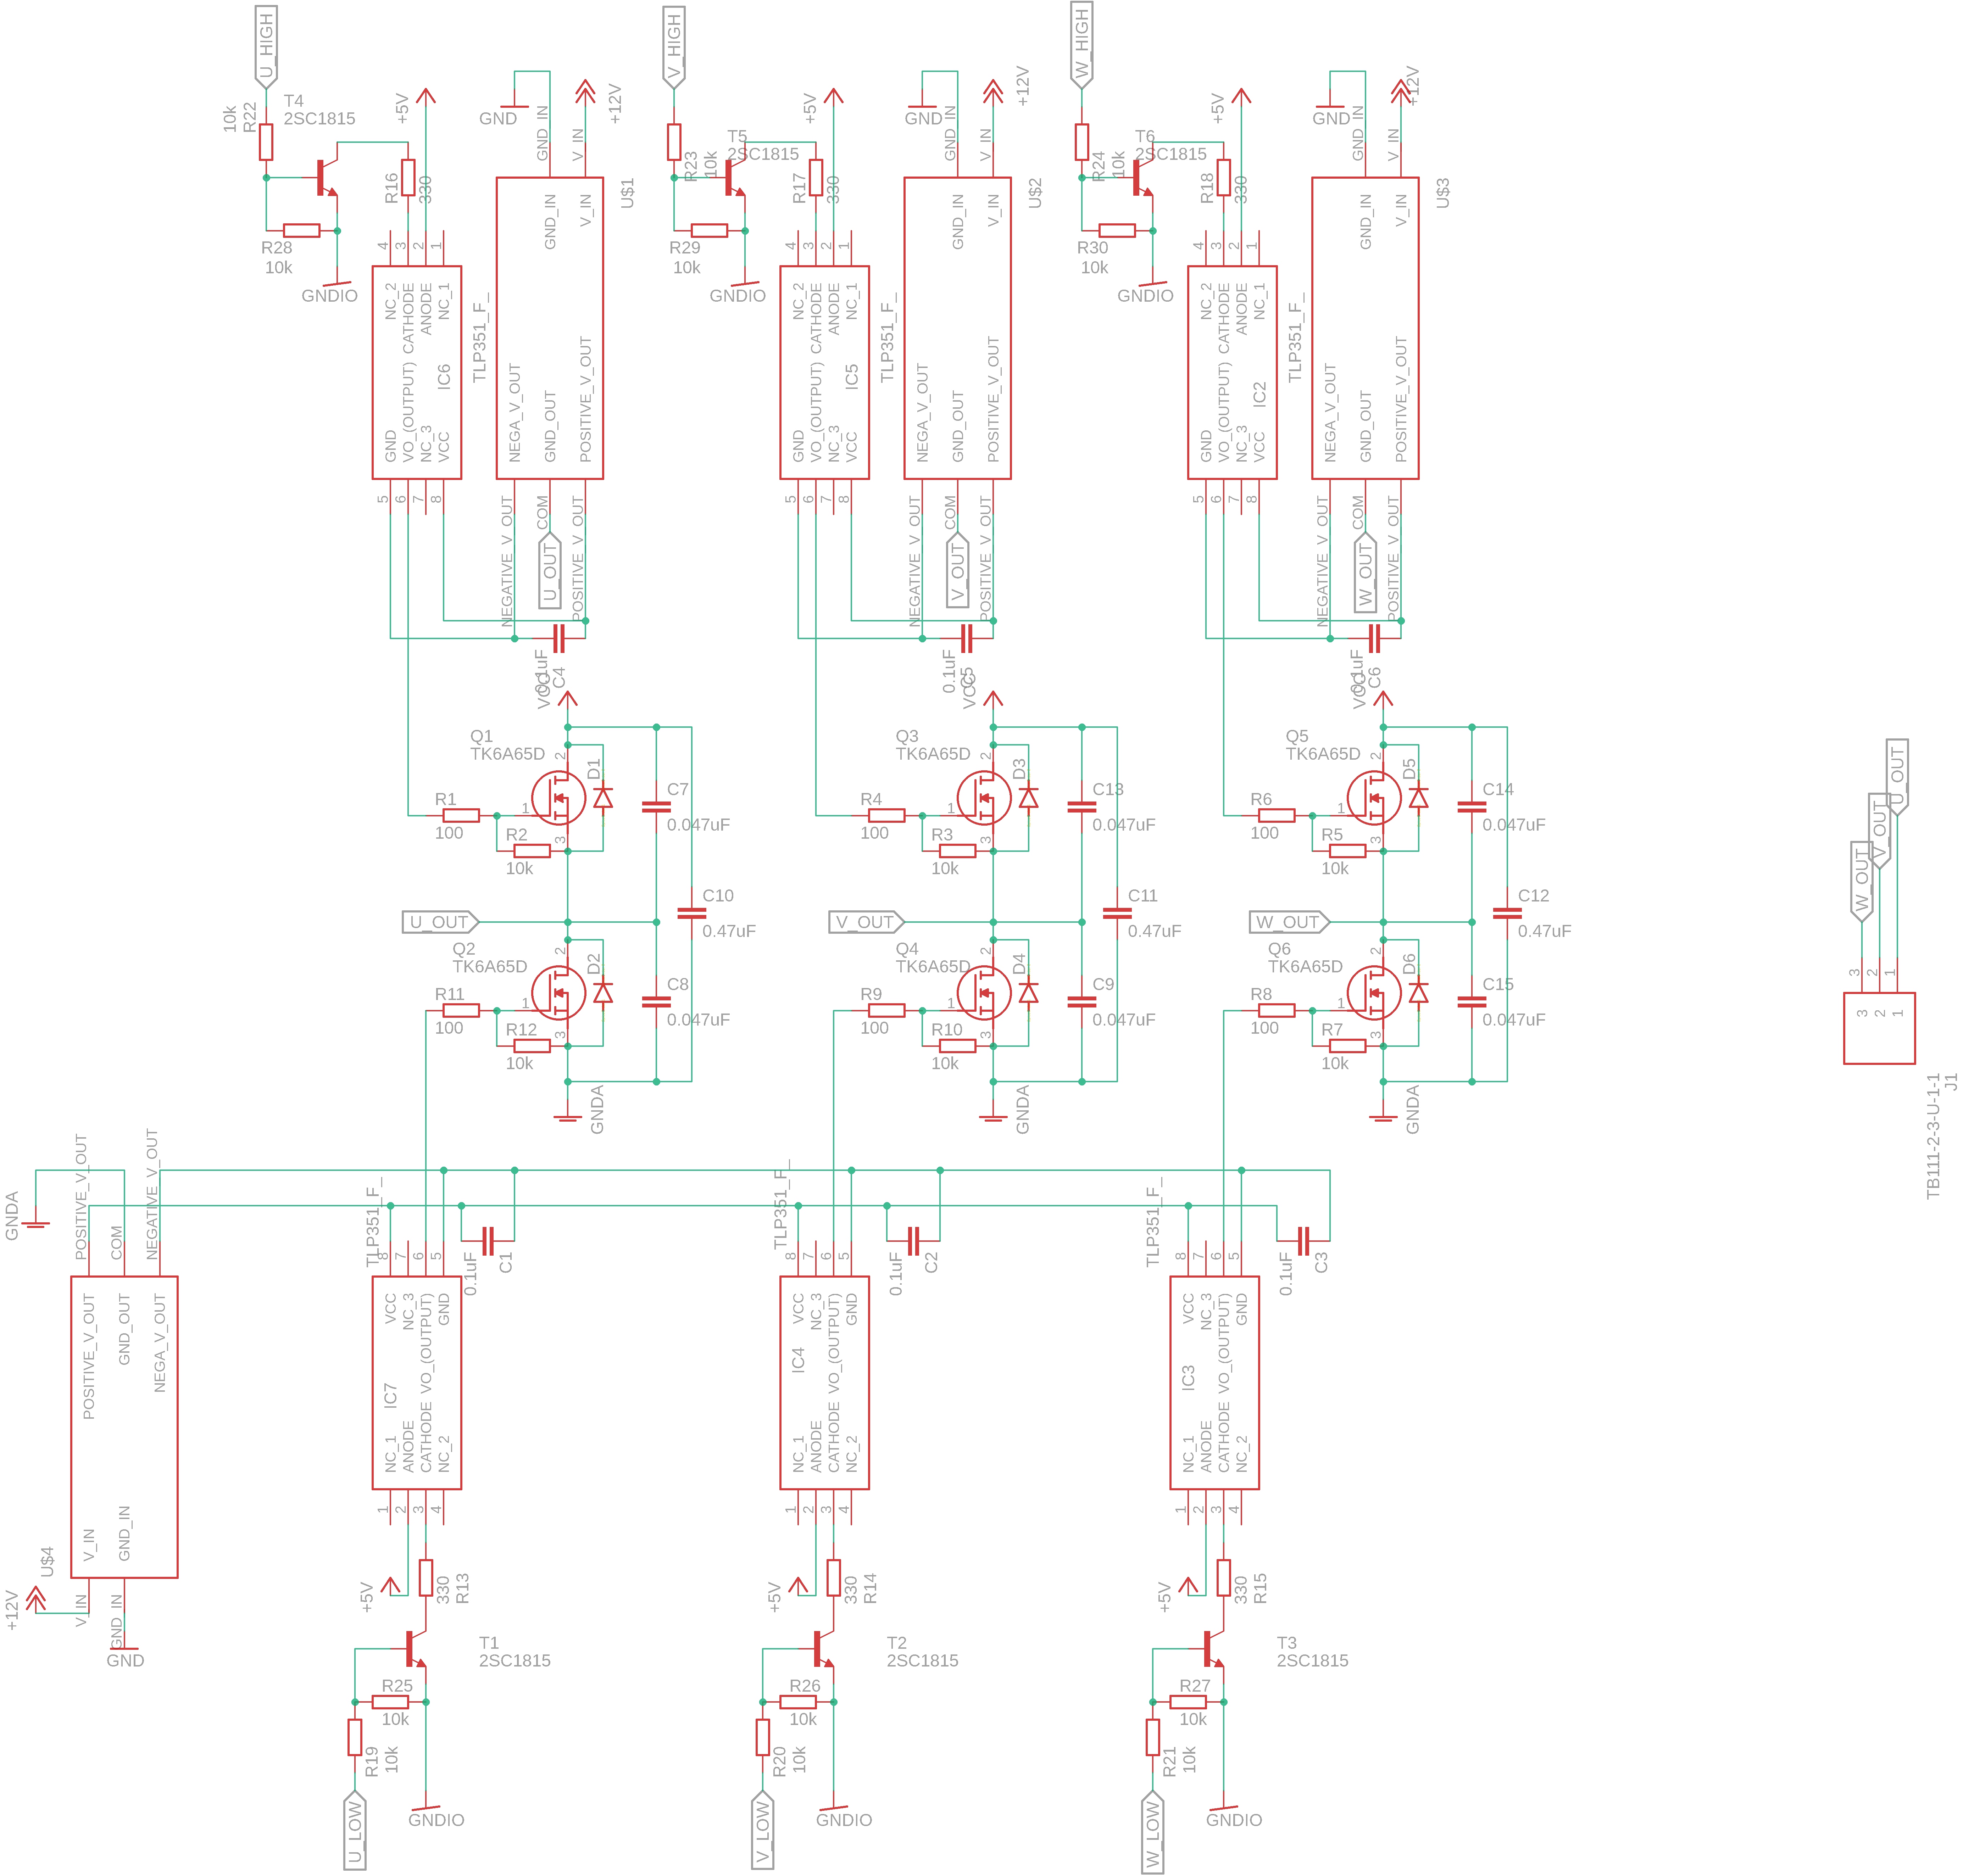 U_HIGH
10k
R22
T4
2SC1815
R16
330
+5V
GND
GND_IN
V_IN
+12V
R28
10k
GNDIO
4
3
2
1
NC_2
CATHODE
ANODE
NC_1
GND
VO_(OUTPUT)
NC_3
VCC
IC6
TLP351_F_
5
6
7
8
GND_IN
V_IN
U$1
NEGA_V_OUT
GND_OUT
POSITIVE_V_OUT
NEGATIVE_V_OUT
COM
POSITIVE_V_OUT
U_OUT
0.1uF
C4
V_HIGH
R23
10k
T5
2SC1815
R17
330
+5V
GND
GND_IN
V_IN
+12V
R29
10k
GNDIO
4
3
2
1
NC_2
CATHODE
ANODE
NC_1
GND
VO_(OUTPUT)
NC_3
VCC
IC5
TLP351_F_
5
6
7
8
GND_IN
V_IN
U$2
NEGA_V_OUT
GND_OUT
POSITIVE_V_OUT
NEGATIVE_V_OUT
COM
POSITIVE_V_OUT
V_OUT
0.1uF
C5
W_HIGH
R24
10k
T6
2SC1815
R18
330
+5V
GND
GND_IN
V_IN
+12V
R30
10k
GNDIO
4
3
2
1
NC_2
CATHODE
ANODE
NC_1
GND
VO_(OUTPUT)
NC_3
VCC
IC2
TLP351_F_
5
6
7
8
GND_IN
V_IN
U$3
NEGA_V_OUT
GND_OUT
POSITIVE_V_OUT
NEGATIVE_V_OUT
COM
POSITIVE_V_OUT
W_OUT
0.1uF
C6
VCC
Q1
TK6A65D
2
1
3
D1
C7
0.047uF
R1
100
R2
10k
U_OUT
C10
0.47uF
Q2
TK6A65D
2
1
3
D2
C8
0.047uF
R11
100
R12
10k
GNDA
VCC
Q3
TK6A65D
2
1
3
D3
C13
0.047uF
R4
100
R3
10k
V_OUT
C11
0.47uF
Q4
TK6A65D
2
1
3
D4
C9
0.047uF
R9
100
R10
10k
GNDA
VCC
Q5
TK6A65D
2
1
3
D5
C14
0.047uF
R6
100
R5
10k
W_OUT
C12
0.47uF
Q6
TK6A65D
2
1
3
D6
C15
0.047uF
R8
100
R7
10k
GNDA
W_OUT
V_OUT
U_OUT
3
2
1
3
2
1
J1
TB111-2-3-U-1-1
GNDA
POSITIVE_V_OUT
COM
NEGATIVE_V_OUT
POSITIVE_V_OUT
GND_OUT
NEGA_V_OUT
V_IN
GND_IN
U$4
+12V
V_IN
GND_IN
GND
TLP351_F_
8
7
6
5
0.1uF
C1
VCC
NC_3
VO_(OUTPUT)
GND
IC7
NC_1
ANODE
CATHODE
NC_2
1
2
3
4
+5V
330
R13
T1
2SC1815
R25
10k
R19
10k
U_LOW
GNDIO
TLP351_F_
8
7
6
5
0.1uF
C2
VCC
NC_3
VO_(OUTPUT)
GND
IC4
NC_1
ANODE
CATHODE
NC_2
1
2
3
4
+5V
330
R14
T2
2SC1815
R26
10k
R20
10k
V_LOW
GNDIO
TLP351_F_
8
7
6
5
0.1uF
C3
VCC
NC_3
VO_(OUTPUT)
GND
IC3
NC_1
ANODE
CATHODE
NC_2
1
2
3
4
+5V
330
R15
T3
2SC1815
R27
10k
R21
10k
W_LOW
GNDIO